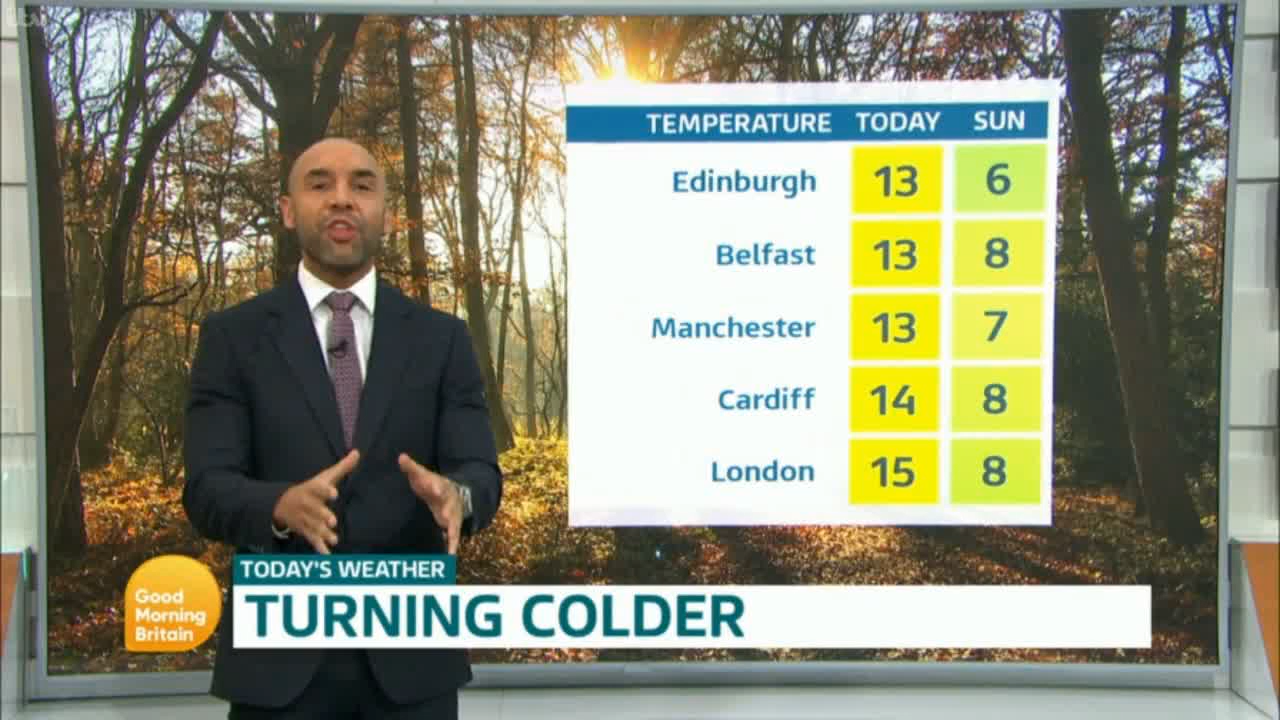 itv
TEMPERATURE TODAY SUN
Edinburgh 13 6
Belfast 13 8
Manchester 13 7
Cardiff 14 8
London 15 8
TODAY'S WEATHER
Good
Morning
Britain
TURNING COLDER